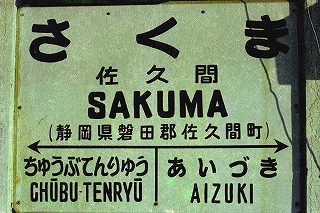 さくま
佐久間
SAKUMA
(静岡県磐田郡佐久間町)
ちゅうぶてんりゅう あいづき
CHŪBU-TENRYŪ AIZUKI